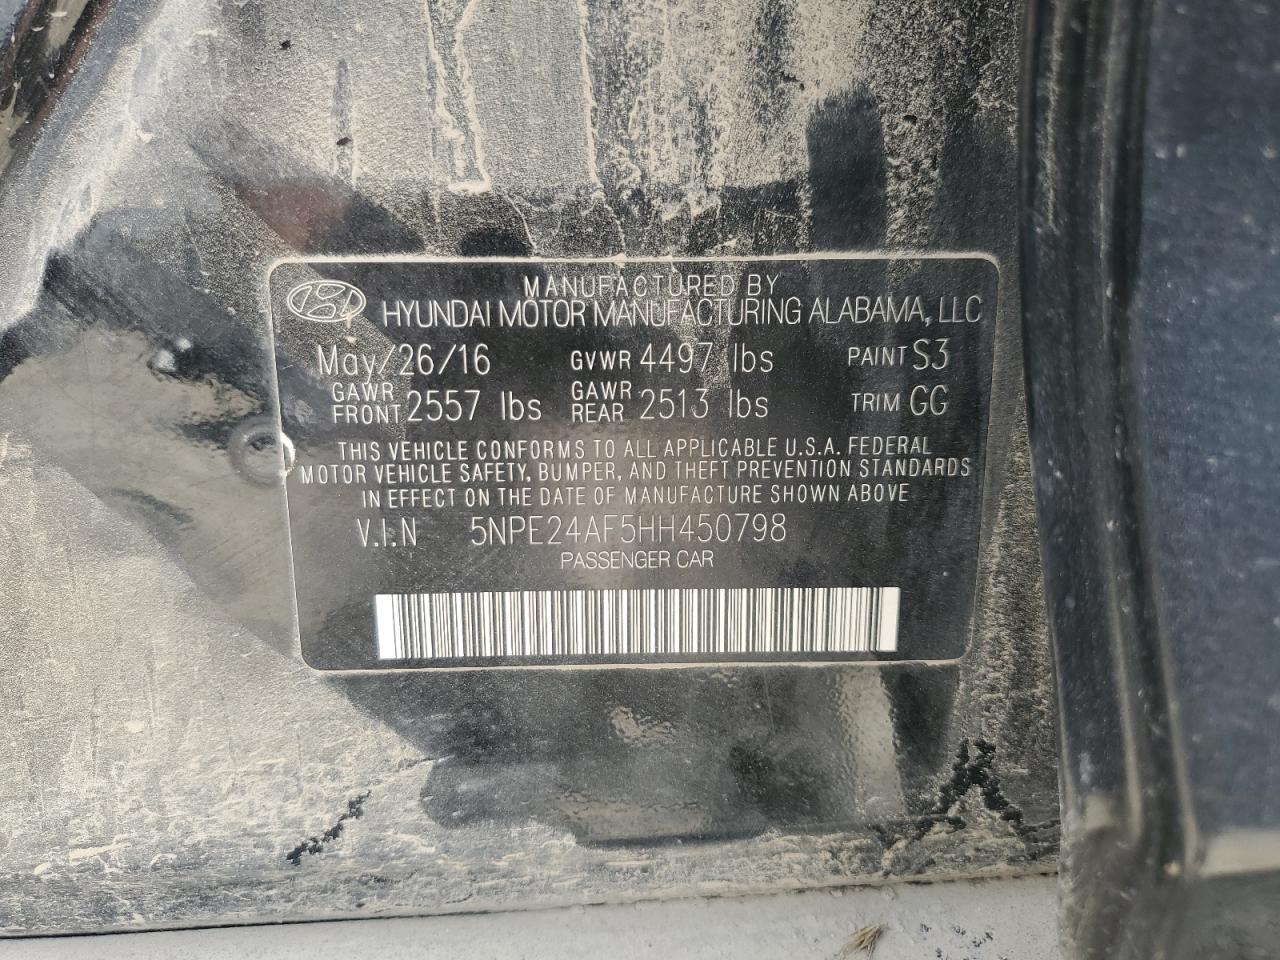 MANUFACTURED BY
HYUNDAI MOTOR MANUFACTURING ALABAMA, LLC
May/26/16 GVWR 4497 lbs PAINT S3
GAWR FRONT 2557 lbs GAWR REAR 2513 lbs TRIM GG
THIS VEHICLE CONFORMS TO ALL APPLICABLE U.S.A. FEDERAL
MOTOR VEHICLE SAFETY, BUMPER, AND THEFT PREVENTION STANDARDS
IN EFFECT ON THE DATE OF MANUFACTURE SHOWN ABOVE
V.I.N 5NPE24AF5HH450798
PASSENGER CAR